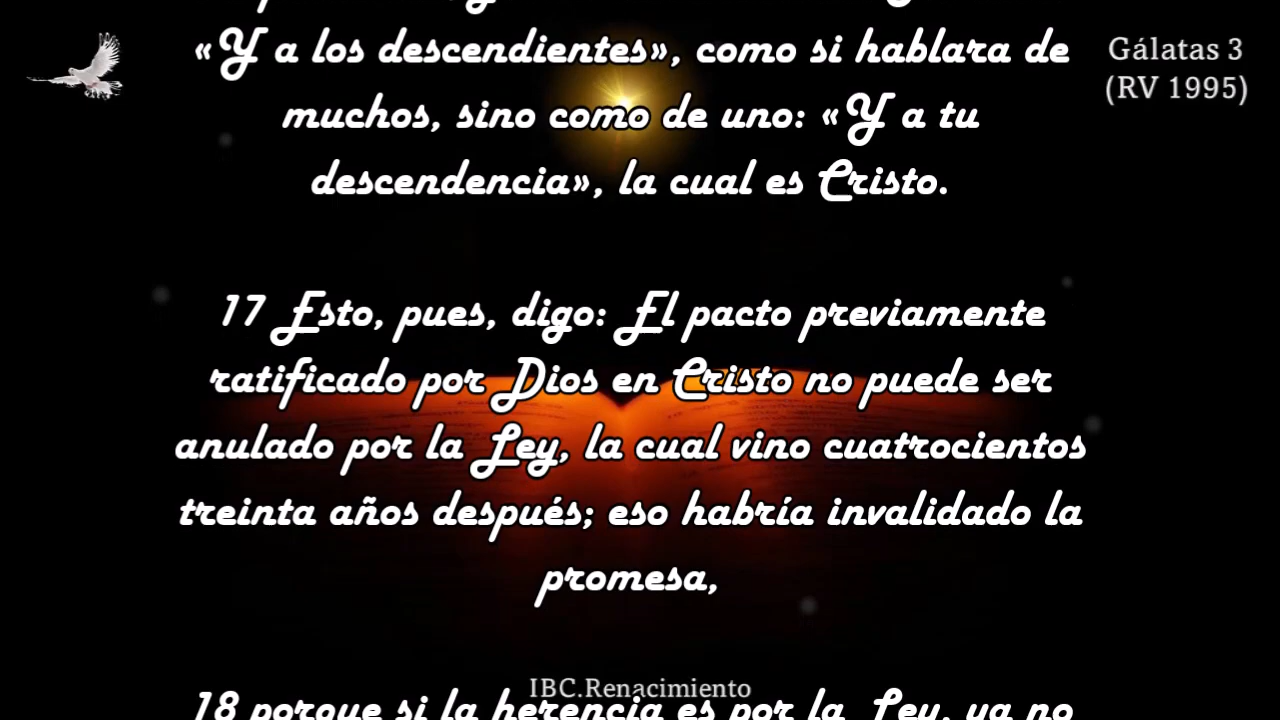 «Y a los descendientes», como si hablara de
muchos, sino como de uno: «Y a tu
descendencia», la cual es Cristo.
17 Esto, pues, digo: El pacto previamente
ratificado por Dios en Cristo no puede ser
anulado por la Ley, la cual vino cuatrocientos
treinta años después; eso habría invalidado la
promesa,
18 porque si la herencia es por la Ley, ya no
Gálatas 3
(RV 1995)
IBC.Renacimiento